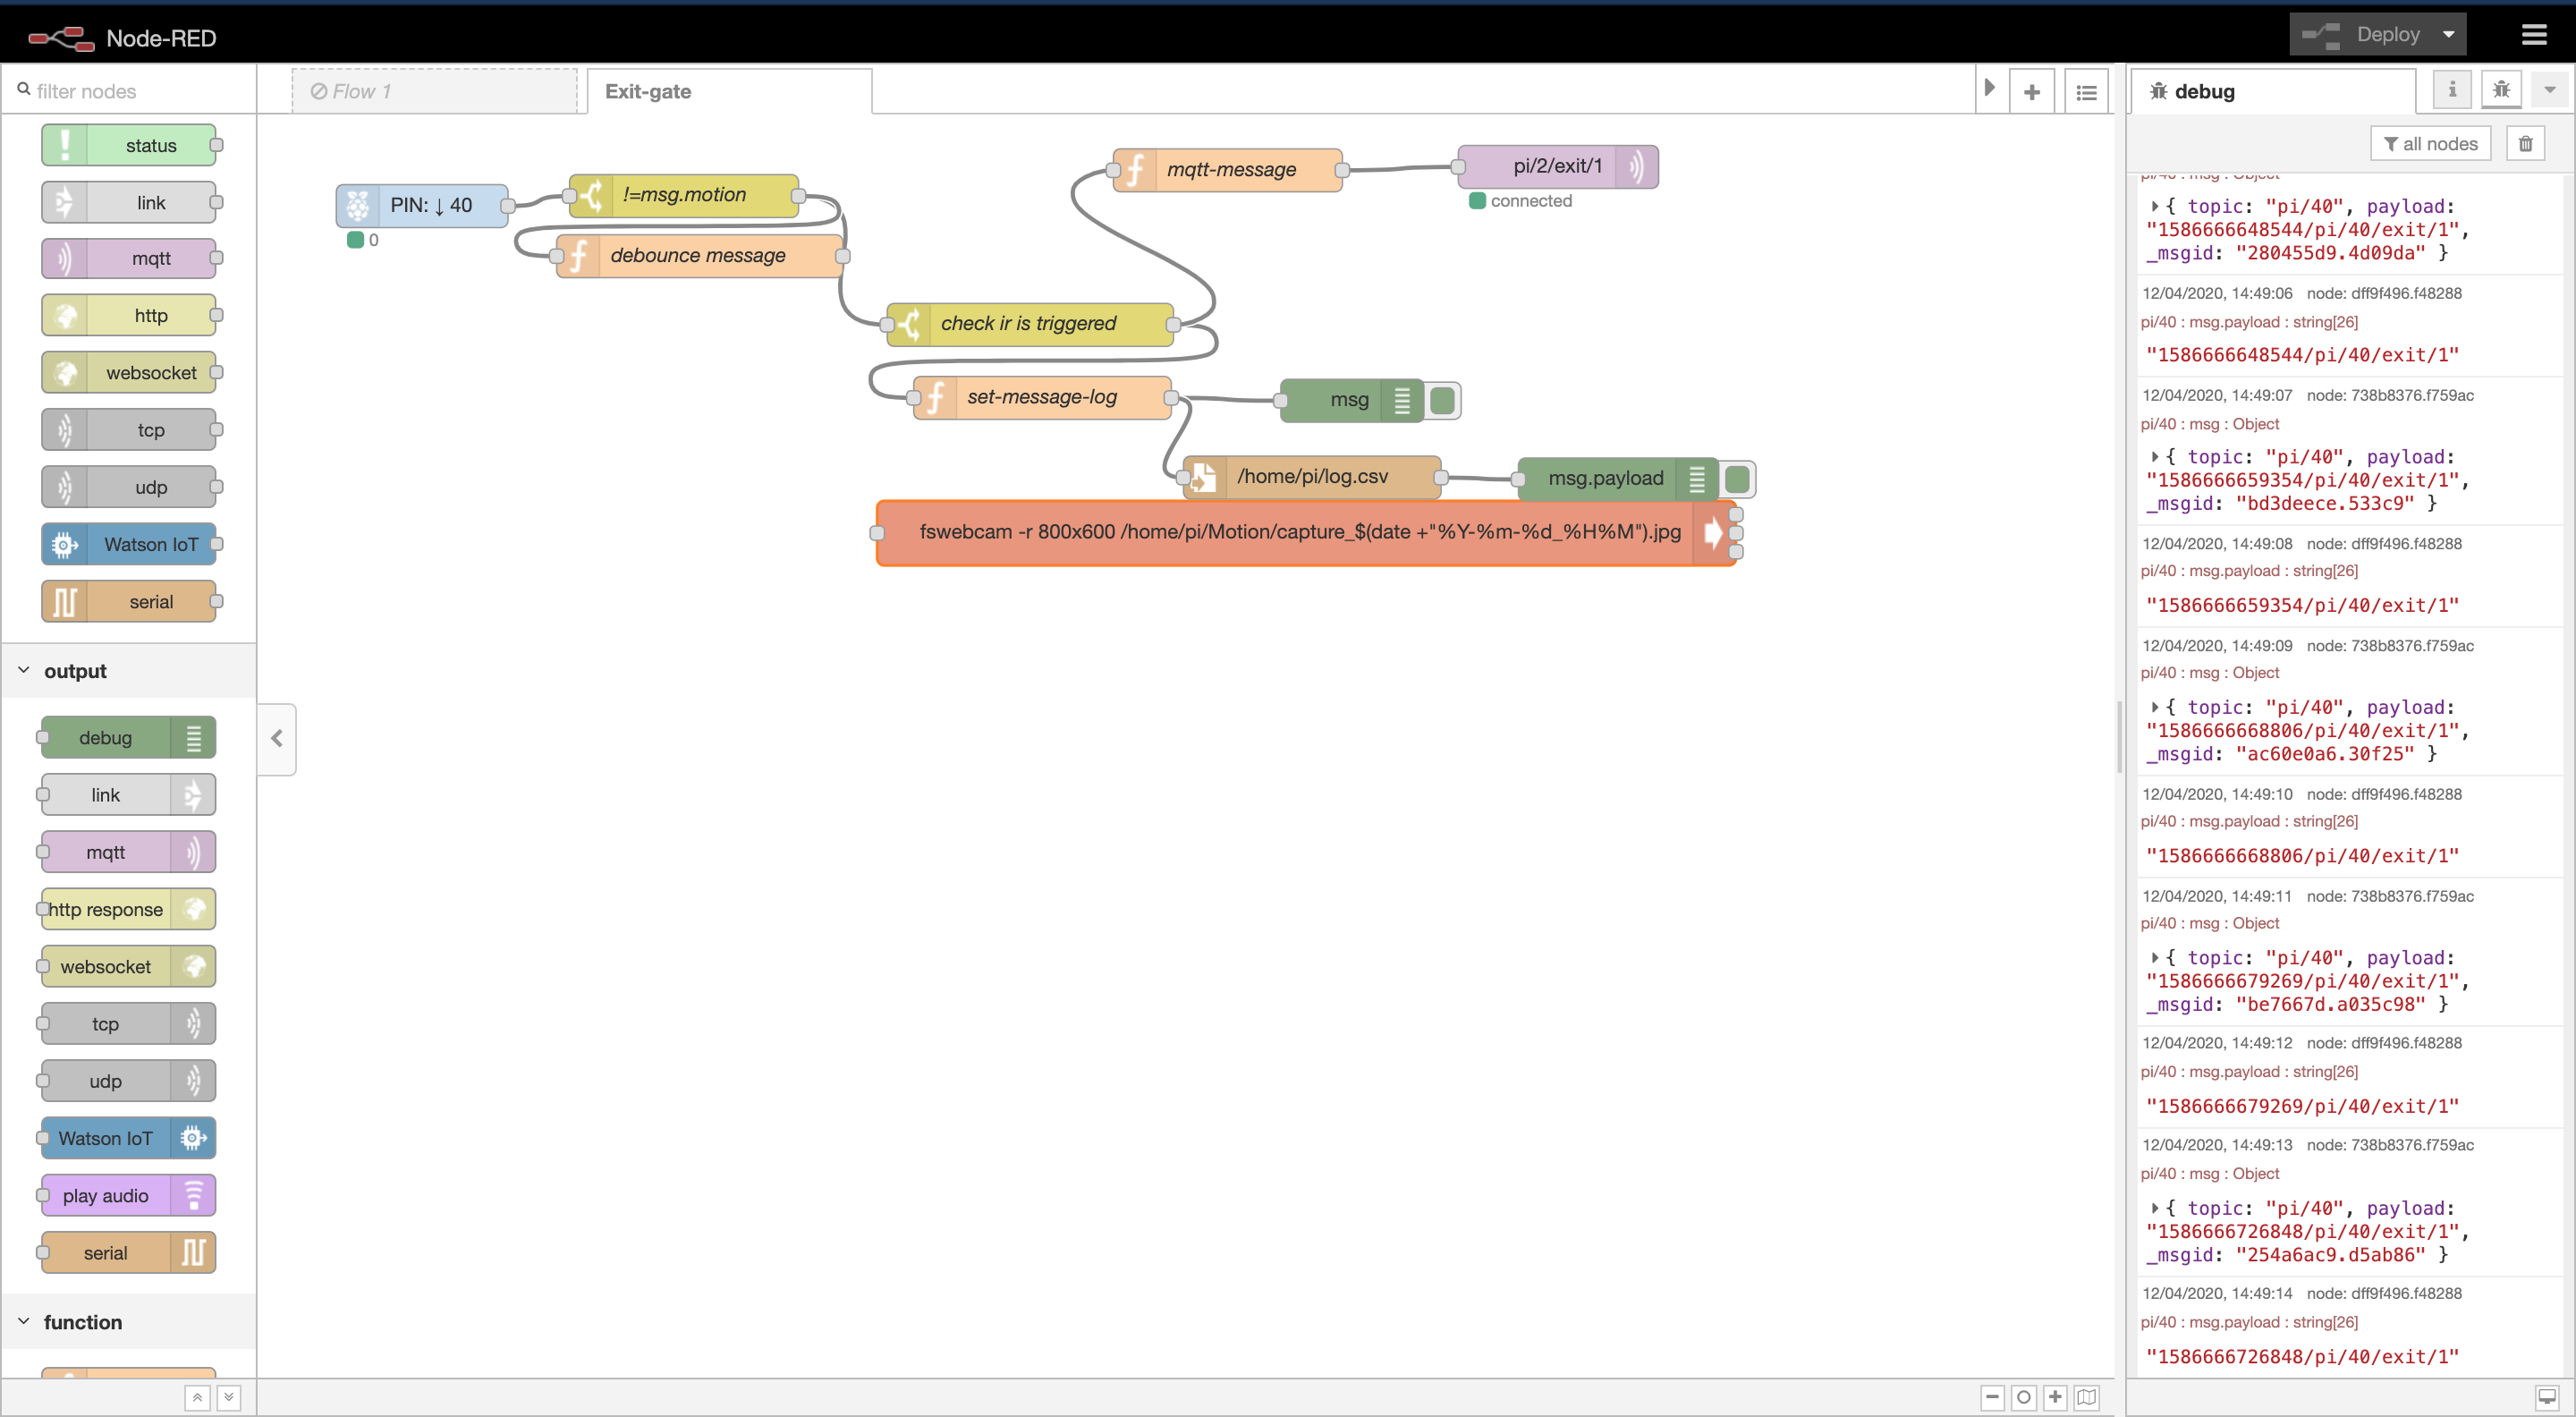 Node-RED
Deploy
filter nodes
Flow 1
Exit-gate
debug
i
all nodes
status
link
mqtt
http
websocket
tcp
udp
Watson IoT
serial
output
debug
link
mqtt
http response
websocket
tcp
udp
Watson IoT
play audio
serial
function
PIN: ↓ 40
0
!=msg.motion
debounce message
mqtt-message
pi/2/exit/1
connected
check ir is triggered
set-message-log
msg
/home/pi/log.csv
msg.payload
fswebcam -r 800x600 /home/pi/Motion/capture_$(date +"%Y-%m-%d_%H%M").jpg
pi/40 : msg : Object
{ topic: "pi/40", payload:
"1586666648544/pi/40/exit/1",
_msgid: "280455d9.4d09da" }
12/04/2020, 14:49:06 node: dff9f496.f48288
pi/40 : msg.payload : string[26]
"1586666648544/pi/40/exit/1"
12/04/2020, 14:49:07 node: 738b8376.f759ac
pi/40 : msg : Object
{ topic: "pi/40", payload:
"1586666659354/pi/40/exit/1",
_msgid: "bd3deece.533c9" }
12/04/2020, 14:49:08 node: dff9f496.f48288
pi/40 : msg.payload : string[26]
"1586666659354/pi/40/exit/1"
12/04/2020, 14:49:09 node: 738b8376.f759ac
pi/40 : msg : Object
{ topic: "pi/40", payload:
"1586666668806/pi/40/exit/1",
_msgid: "ac60e0a6.30f25" }
12/04/2020, 14:49:10 node: dff9f496.f48288
pi/40 : msg.payload : string[26]
"1586666668806/pi/40/exit/1"
12/04/2020, 14:49:11 node: 738b8376.f759ac
pi/40 : msg : Object
{ topic: "pi/40", payload:
"1586666679269/pi/40/exit/1",
_msgid: "be7667d.a035c98" }
12/04/2020, 14:49:12 node: dff9f496.f48288
pi/40 : msg.payload : string[26]
"1586666679269/pi/40/exit/1"
12/04/2020, 14:49:13 node: 738b8376.f759ac
pi/40 : msg : Object
{ topic: "pi/40", payload:
"1586666726848/pi/40/exit/1",
_msgid: "254a6ac9.d5ab86" }
12/04/2020, 14:49:14 node: dff9f496.f48288
pi/40 : msg.payload : string[26]
"1586666726848/pi/40/exit/1"